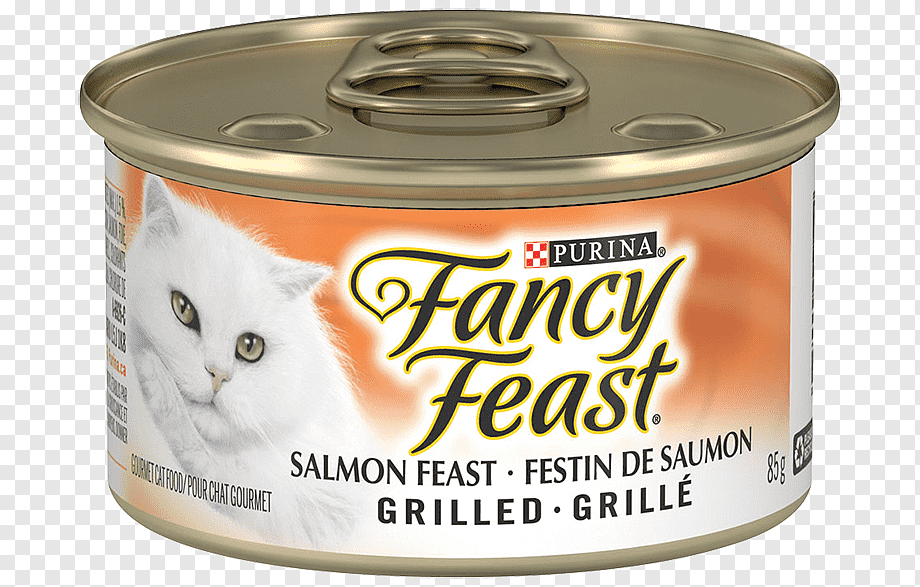 PURINA®
Fancy
Feast®
SALMON FEAST · FESTIN DE SAUMON
GRILLED · GRILLÉ
85g
GOURMET CAT FOOD/POUR CHAT GOURMET